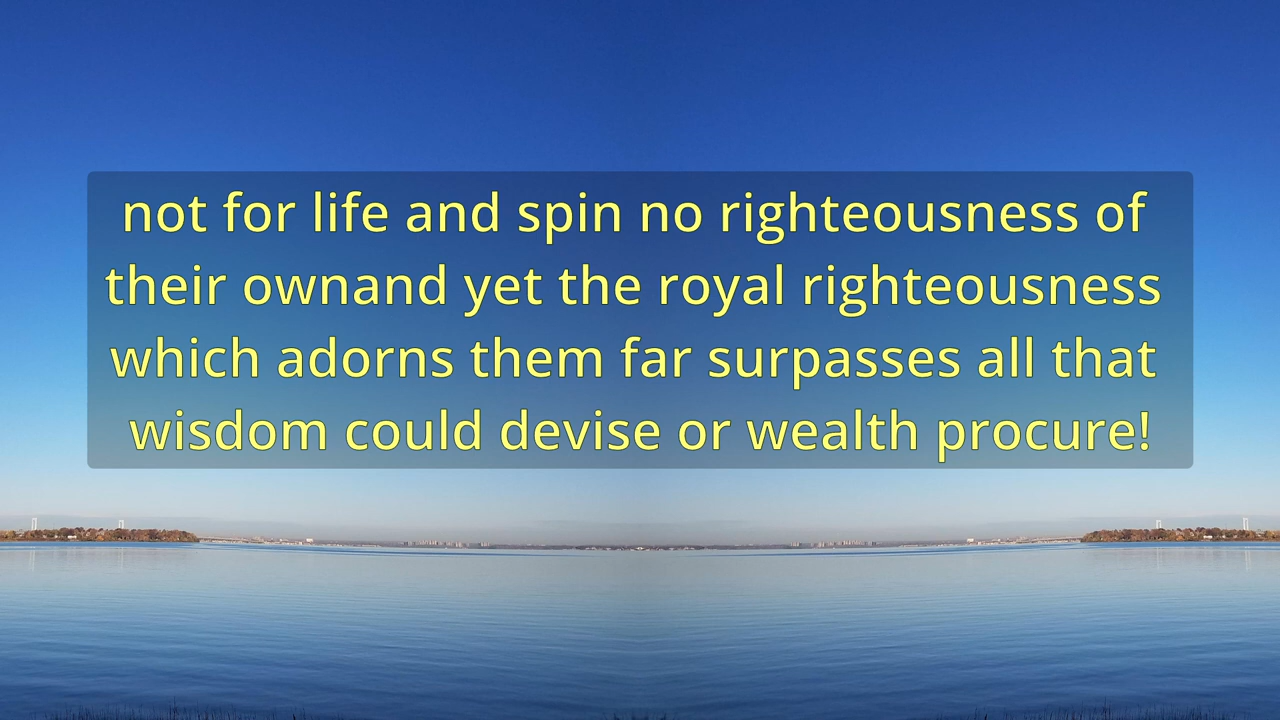 not for life and spin no righteousness of
their ownand yet the royal righteousness
which adorns them far surpasses all that
wisdom could devise or wealth procure!